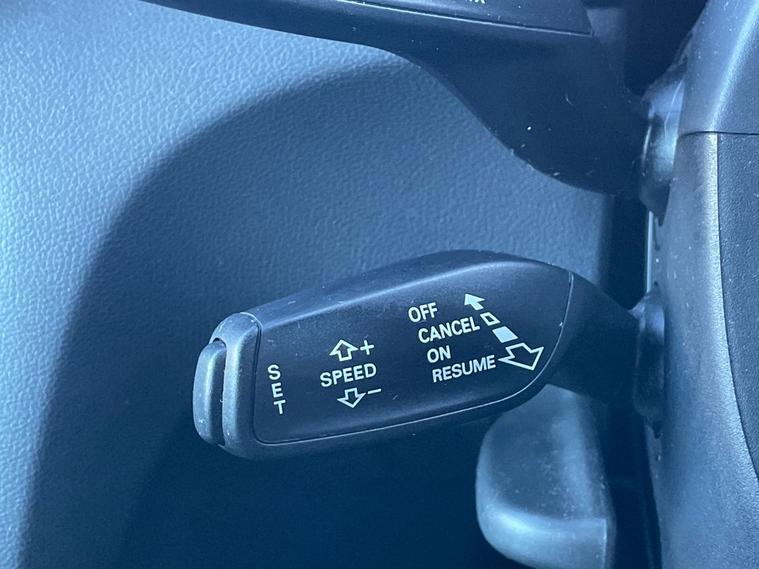 OFF
CANCEL
ON
RESUME
SPEED
+
−
SET